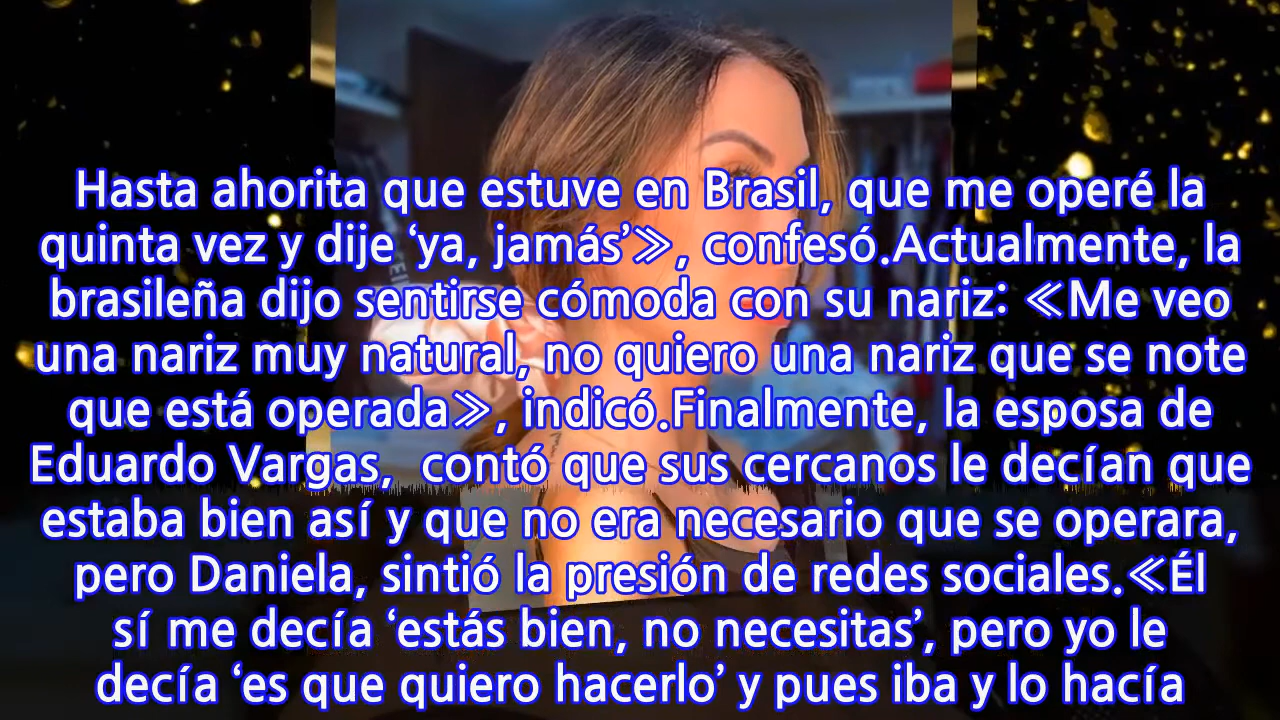 Hasta ahorita que estuve en Brasil, que me operé la
quinta vez y dije ‘ya, jamás’≫, confesó.Actualmente, la
brasileña dijo sentirse cómoda con su nariz: ≪Me veo
una nariz muy natural, no quiero una nariz que se note
que está operada≫, indicó.Finalmente, la esposa de
Eduardo Vargas, contó que sus cercanos le decían que
estaba bien así y que no era necesario que se operara,
pero Daniela, sintió la presión de redes sociales.≪Él
sí me decía ‘estás bien, no necesitas’, pero yo le
decía ‘es que quiero hacerlo’ y pues iba y lo hacía